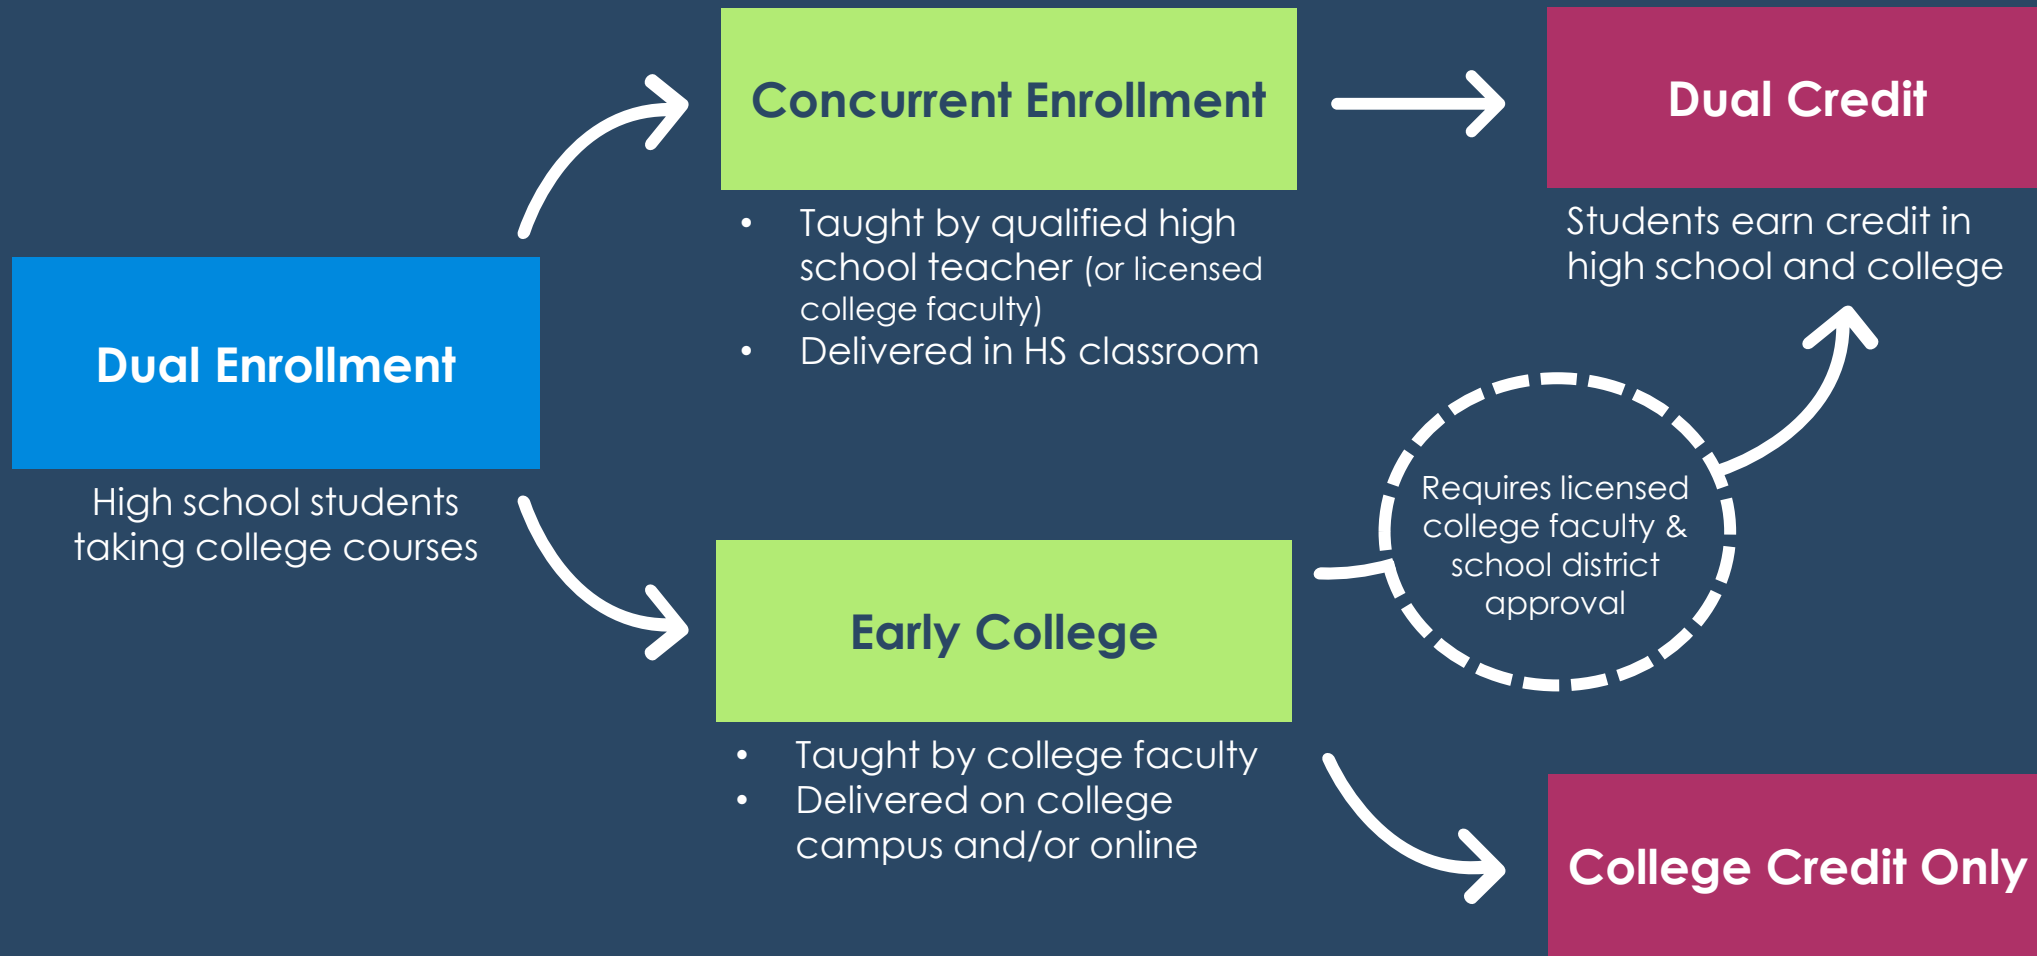 Concurrent Enrollment
Dual Credit
• Taught by qualified high
school teacher (or licensed
college faculty)
• Delivered in HS classroom
Students earn credit in
high school and college
Dual Enrollment
High school students
taking college courses
Requires licensed
college faculty &
school district
approval
Early College
• Taught by college faculty
• Delivered on college
campus and/or online
College Credit Only